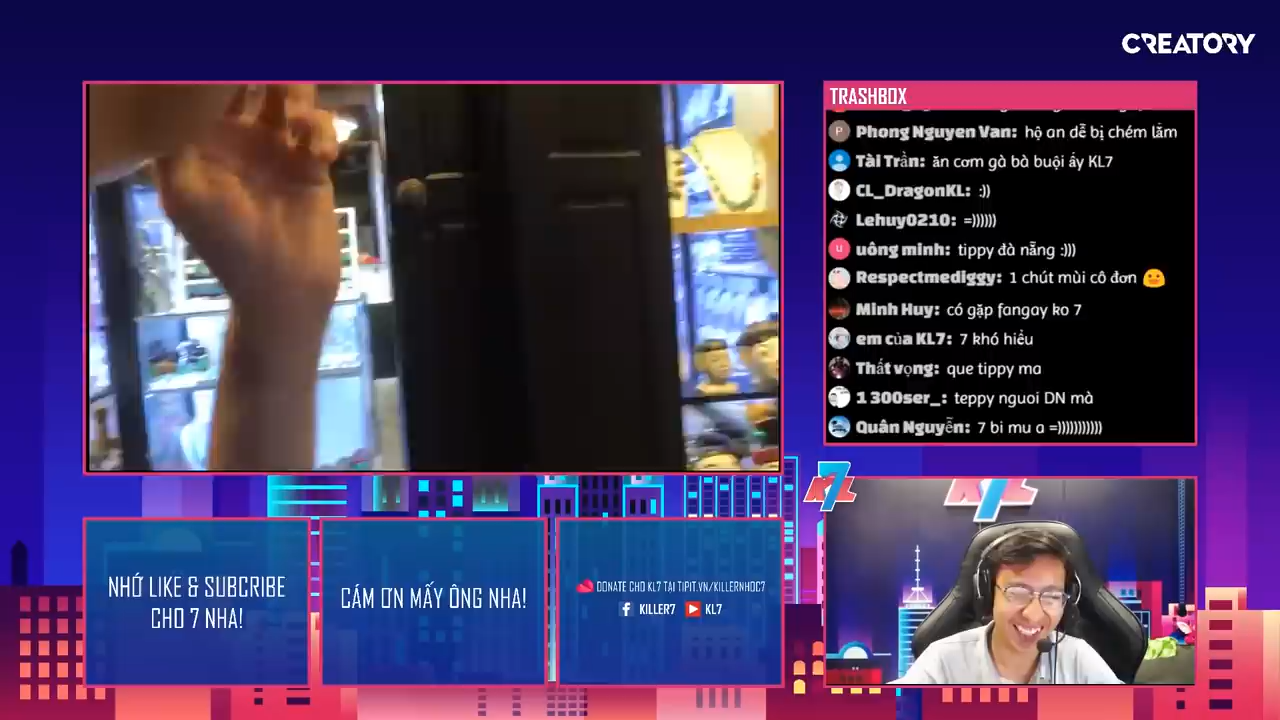 CREATORY
TRASHBOX
Phong Nguyen Van: hộ an dễ bị chém lắm
Tài Trần: ăn cơm gà bà buội ấy KL7
CL_DragonKL: :))
Lehuy0210: =))))))
uông minh: tippy đà nẵng :)))
Respectmediggy: 1 chút mùi cô đơn
Minh Huy: có gặp fangay ko 7
em của KL7: 7 khó hiểu
Thất vọng: que tippy ma
1 300ser_: teppy nguoi DN mà
Quân Nguyễn: 7 bi mu a =)))))))))))
KL7
KL7
NHỚ LIKE & SUBCRIBE
CHO 7 NHA!
CÁM ƠN MẤY ÔNG NHA!
DONATE CHO KL7 TẠI TIPIT.VN/KILLERNHOC7
KILLER7 KL7